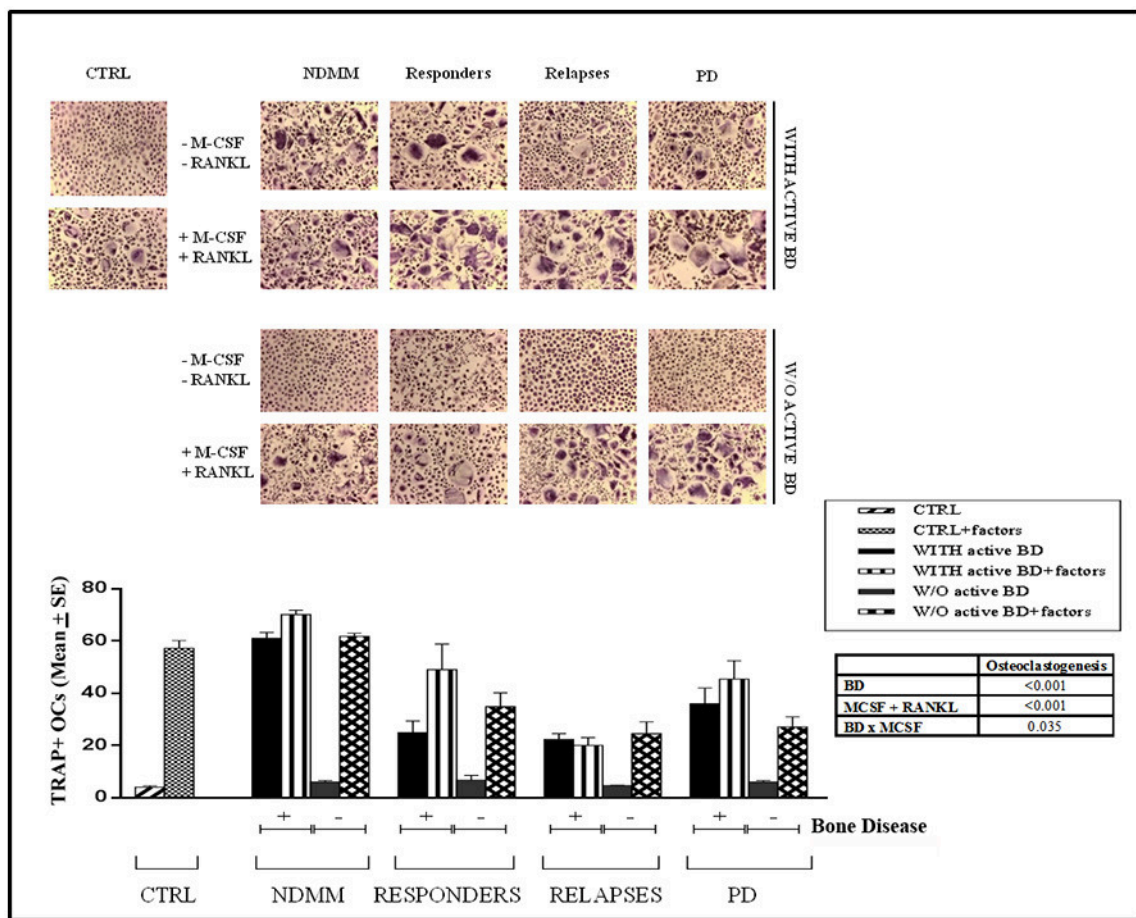 CTRL
NDMM Responders Relapses PD
- M-CSF
- RANKL
+ M-CSF
+ RANKL
WITH ACTIVE BD
- M-CSF
- RANKL
+ M-CSF
+ RANKL
W/O ACTIVE BD
CTRL
CTRL+factors
WITH active BD
WITH active BD+factors
W/O active BD
W/O active BD+factors
Osteoclastogenesis
BD <0.001
MCSF + RANKL <0.001
BD x MCSF 0.035
TRAP+ OCs (Mean ± SE)
80
60
40
20
0
+ - + - + - + -
Bone Disease
CTRL NDMM RESPONDERS RELAPSES PD